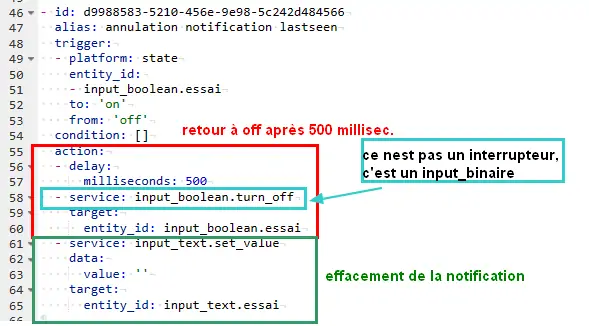 46 - id: d9988583-5210-456e-9e98-5c242d484566
47 alias: annulation notification lastseen
48 trigger:
49 - platform: state
50 entity_id:
51 - input_boolean.essai
52 to: 'on'
53 from: 'off'
54 condition: []
retour à off après 500 millisec.
55 action:
56 - delay:
57 milliseconds: 500
58 - service: input_boolean.turn_off
59 target:
60 entity_id: input_boolean.essai
ce nest pas un interrupteur,
c'est un input_binaire
61 - service: input_text.set_value
62 data:
63 value: ''
64 target:
65 entity_id: input_text.essai
66
effacement de la notification